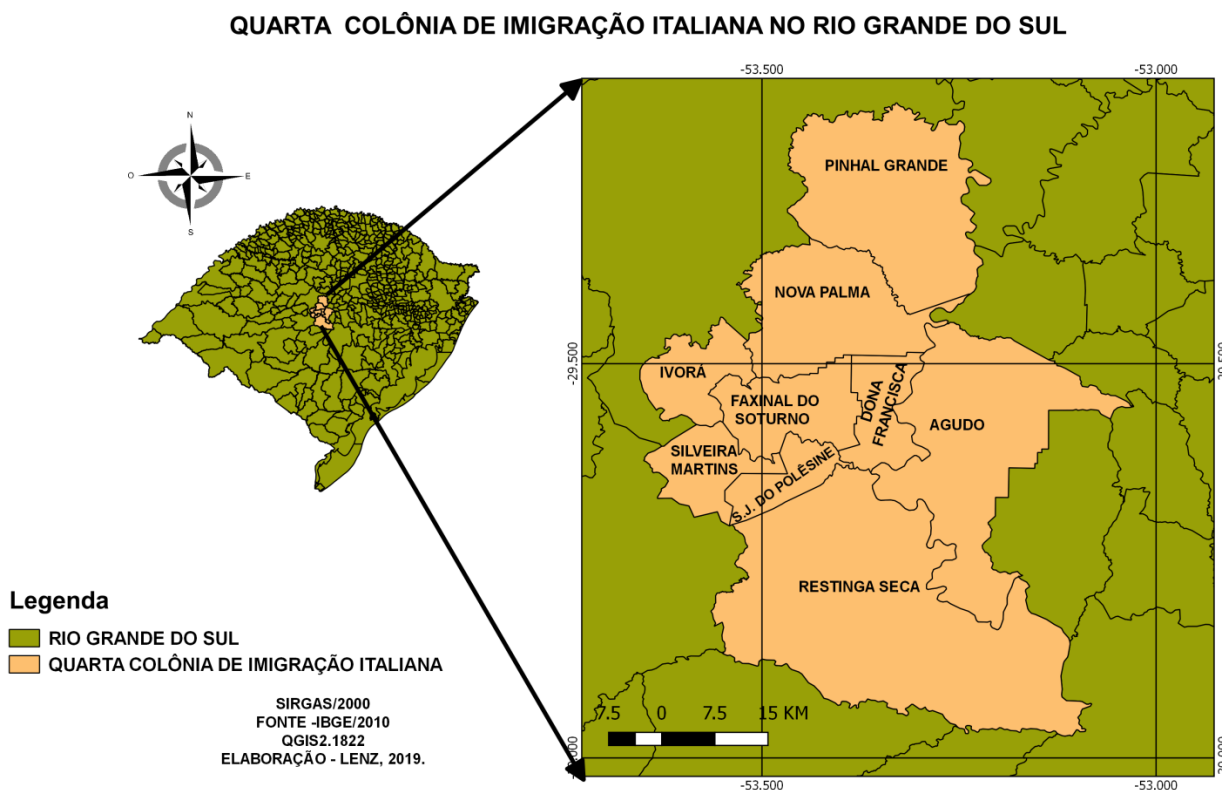 QUARTA COLÔNIA DE IMIGRAÇÃO ITALIANA NO RIO GRANDE DO SUL
-53.500
-53.000
N
O
E
S
PINHAL GRANDE
NOVA PALMA
-29.500
IVORÁ
FAXINAL DO
SOTURNO
DONA
FRANCISCA
AGUDO
SILVEIRA
MARTINS
S.J. DO POLÊSINE
RESTINGA SECA
7.5 0 7.5 15 KM
-53.500
-53.000
Legenda
RIO GRANDE DO SUL
QUARTA COLÔNIA DE IMIGRAÇÃO ITALIANA
SIRGAS/2000
FONTE -IBGE/2010
QGIS2.1822
ELABORAÇÃO - LENZ, 2019.